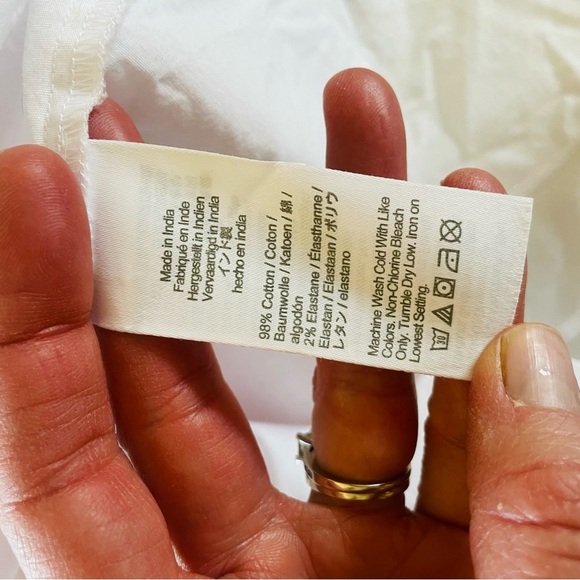 Made in India
Fabriqué en Inde
Hergestellt in Indien
Vervaardigd in India
インド製
hecho en india
98% Cotton / Coton /
Baumwolle / Katoen / 綿 /
algodón
2% Elastane / Élasthanne /
Elastan / Elastaan / ポリウ
レタン / elastano
Machine Wash Cold With Like
Colors. Non-Chlorine Bleach
Only. Tumble Dry Low. Iron on
Lowest Setting.
30